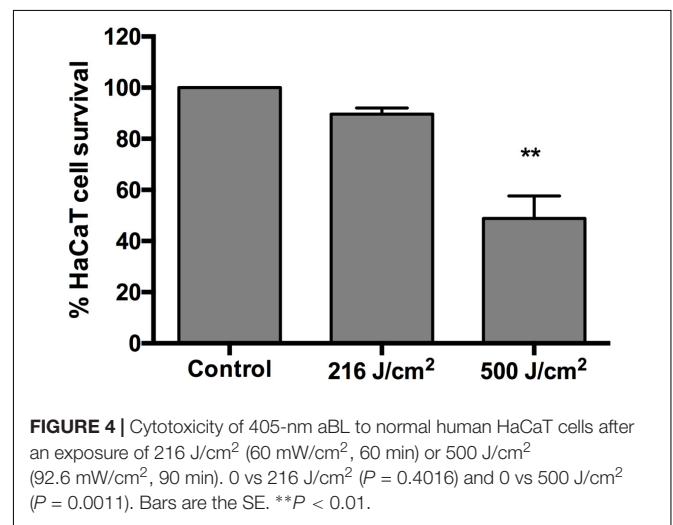 120
100
80
60
40
20
0
% HaCaT cell survival
**
Control 216 J/cm² 500 J/cm²
FIGURE 4 | Cytotoxicity of 405-nm aBL to normal human HaCaT cells after
an exposure of 216 J/cm² (60 mW/cm², 60 min) or 500 J/cm²
(92.6 mW/cm², 90 min). 0 vs 216 J/cm² (P = 0.4016) and 0 vs 500 J/cm²
(P = 0.0011). Bars are the SE. **P < 0.01.